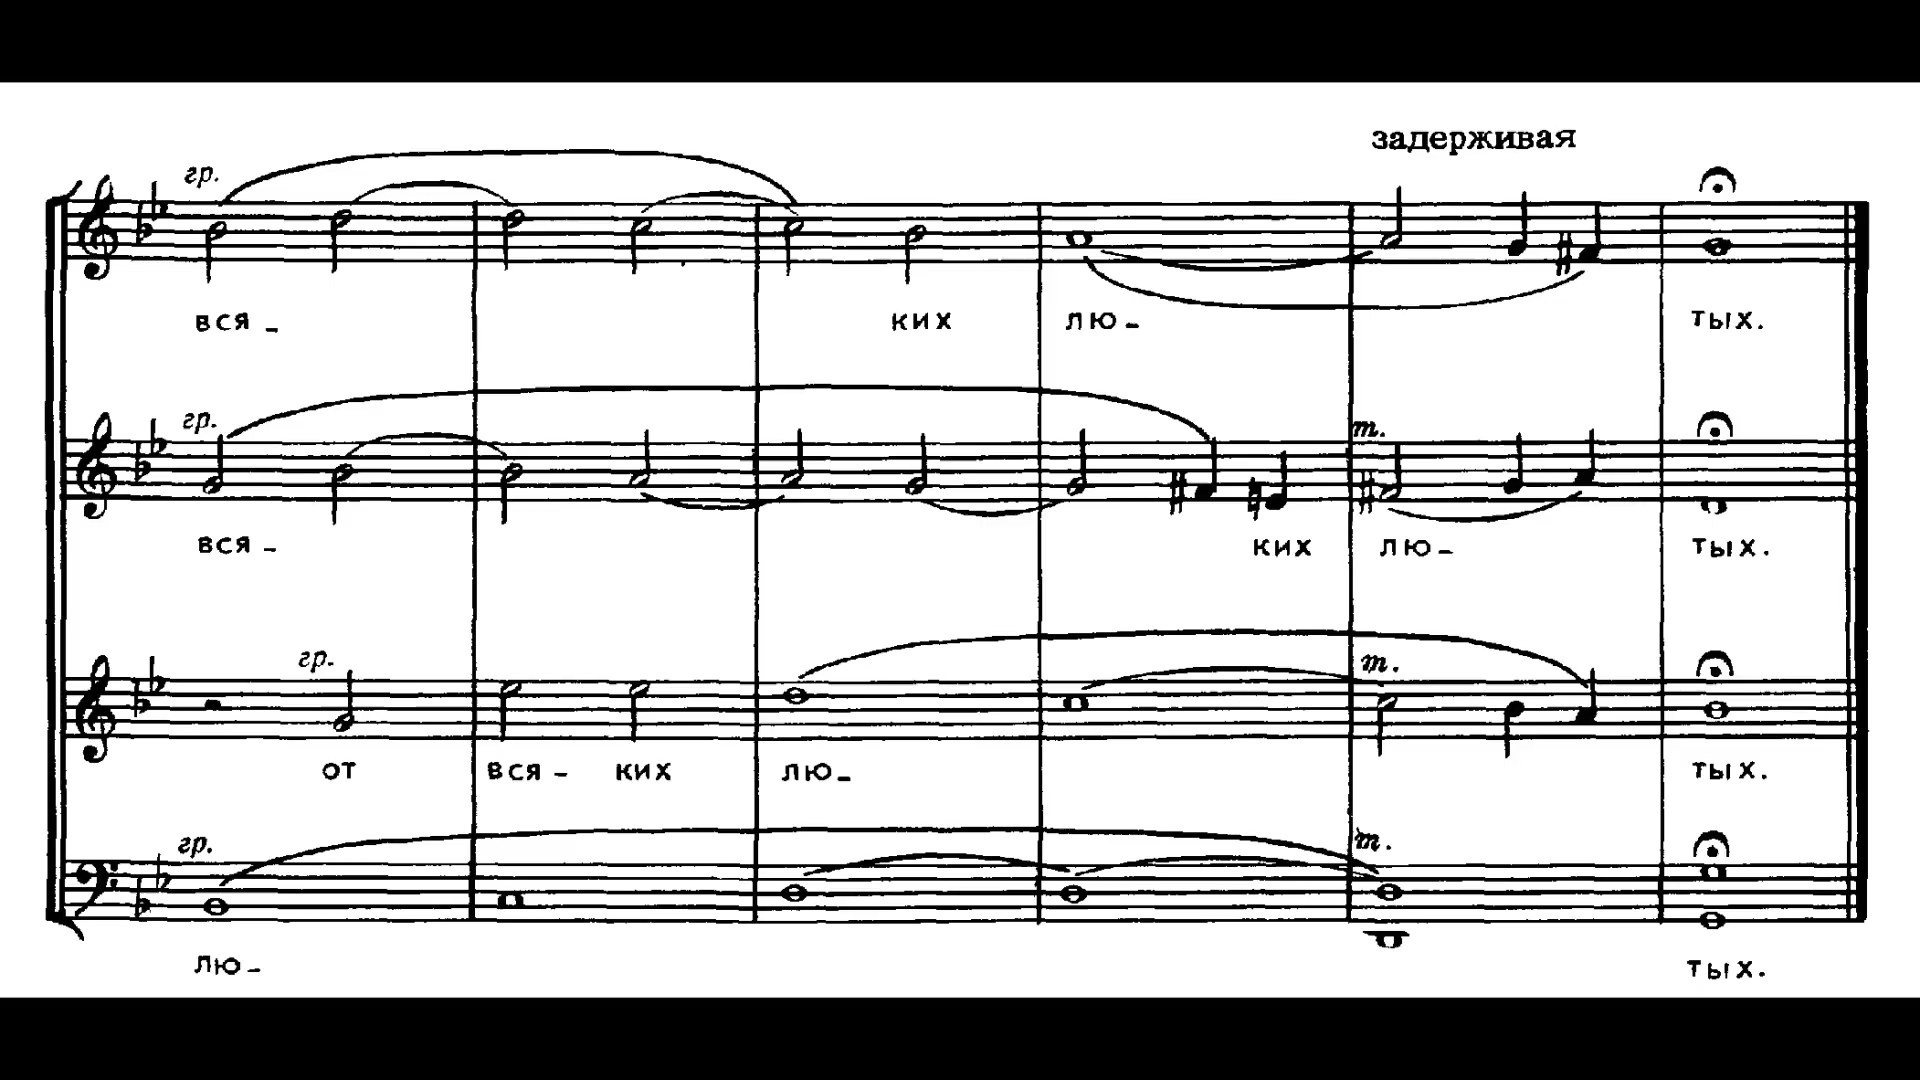 задерживая
гр.
вся_ ких лю_ тых.
гр. т.
вся_ ких лю_ тых.
гр. т.
от вся- ких лю_ тых.
гр. т.
лю_ тых.